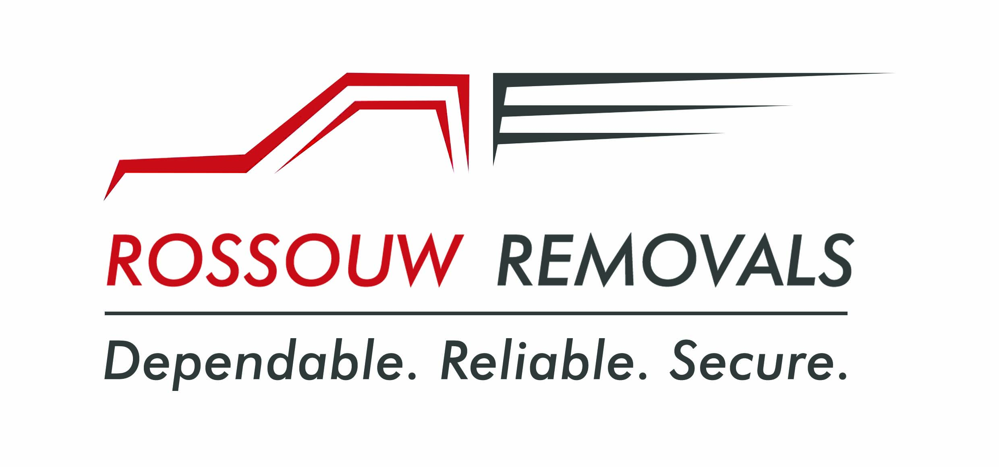 ROSSOUW REMOVALS
Dependable. Reliable. Secure.